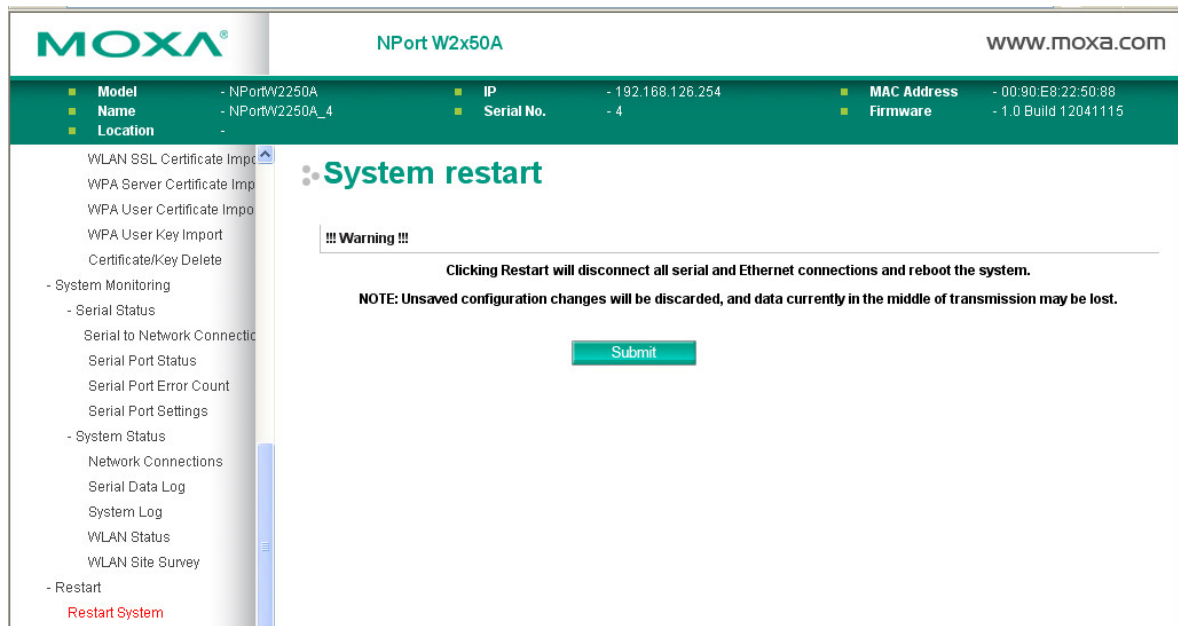 MOXA®
NPort W2x50A
www.moxa.com
Model - NPortW2250A
IP - 192.168.126.254
MAC Address - 00:90:E8:22:50:88
Name - NPortW2250A_4
Serial No. - 4
Firmware - 1.0 Build 12041115
Location -
WLAN SSL Certificate Impo
WPA Server Certificate Imp
WPA User Certificate Impo
WPA User Key Import
Certificate/Key Delete
- System Monitoring
- Serial Status
Serial to Network Connectic
Serial Port Status
Serial Port Error Count
Serial Port Settings
- System Status
Network Connections
Serial Data Log
System Log
WLAN Status
WLAN Site Survey
- Restart
Restart System
System restart
!!! Warning !!!
Clicking Restart will disconnect all serial and Ethernet connections and reboot the system.
NOTE: Unsaved configuration changes will be discarded, and data currently in the middle of transmission may be lost.
Submit